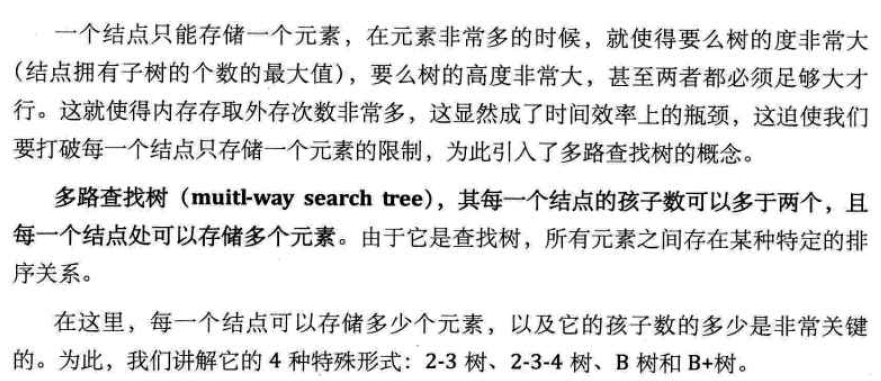 一个结点只能存储一个元素，在元素非常多的时候，就使得要么树的度非常大
（结点拥有子树的个数的最大值），要么树的高度非常大，甚至两者都必须足够大才
行。这就使得内存存取外存次数非常多，这显然成了时间效率上的瓶颈，这迫使我们
要打破每一个结点只存储一个元素的限制，为此引入了多路查找树的概念。
多路查找树（muitl-way search tree），其每一个结点的孩子数可以多于两个，且
每一个结点处可以存储多个元素。由于它是查找树，所有元素之间存在某种特定的排
序关系。
在这里，每一个结点可以存储多少个元素，以及它的孩子数的多少是非常关键
的。为此，我们讲解它的 4 种特殊形式：2-3 树、2-3-4 树、B 树和 B+树。